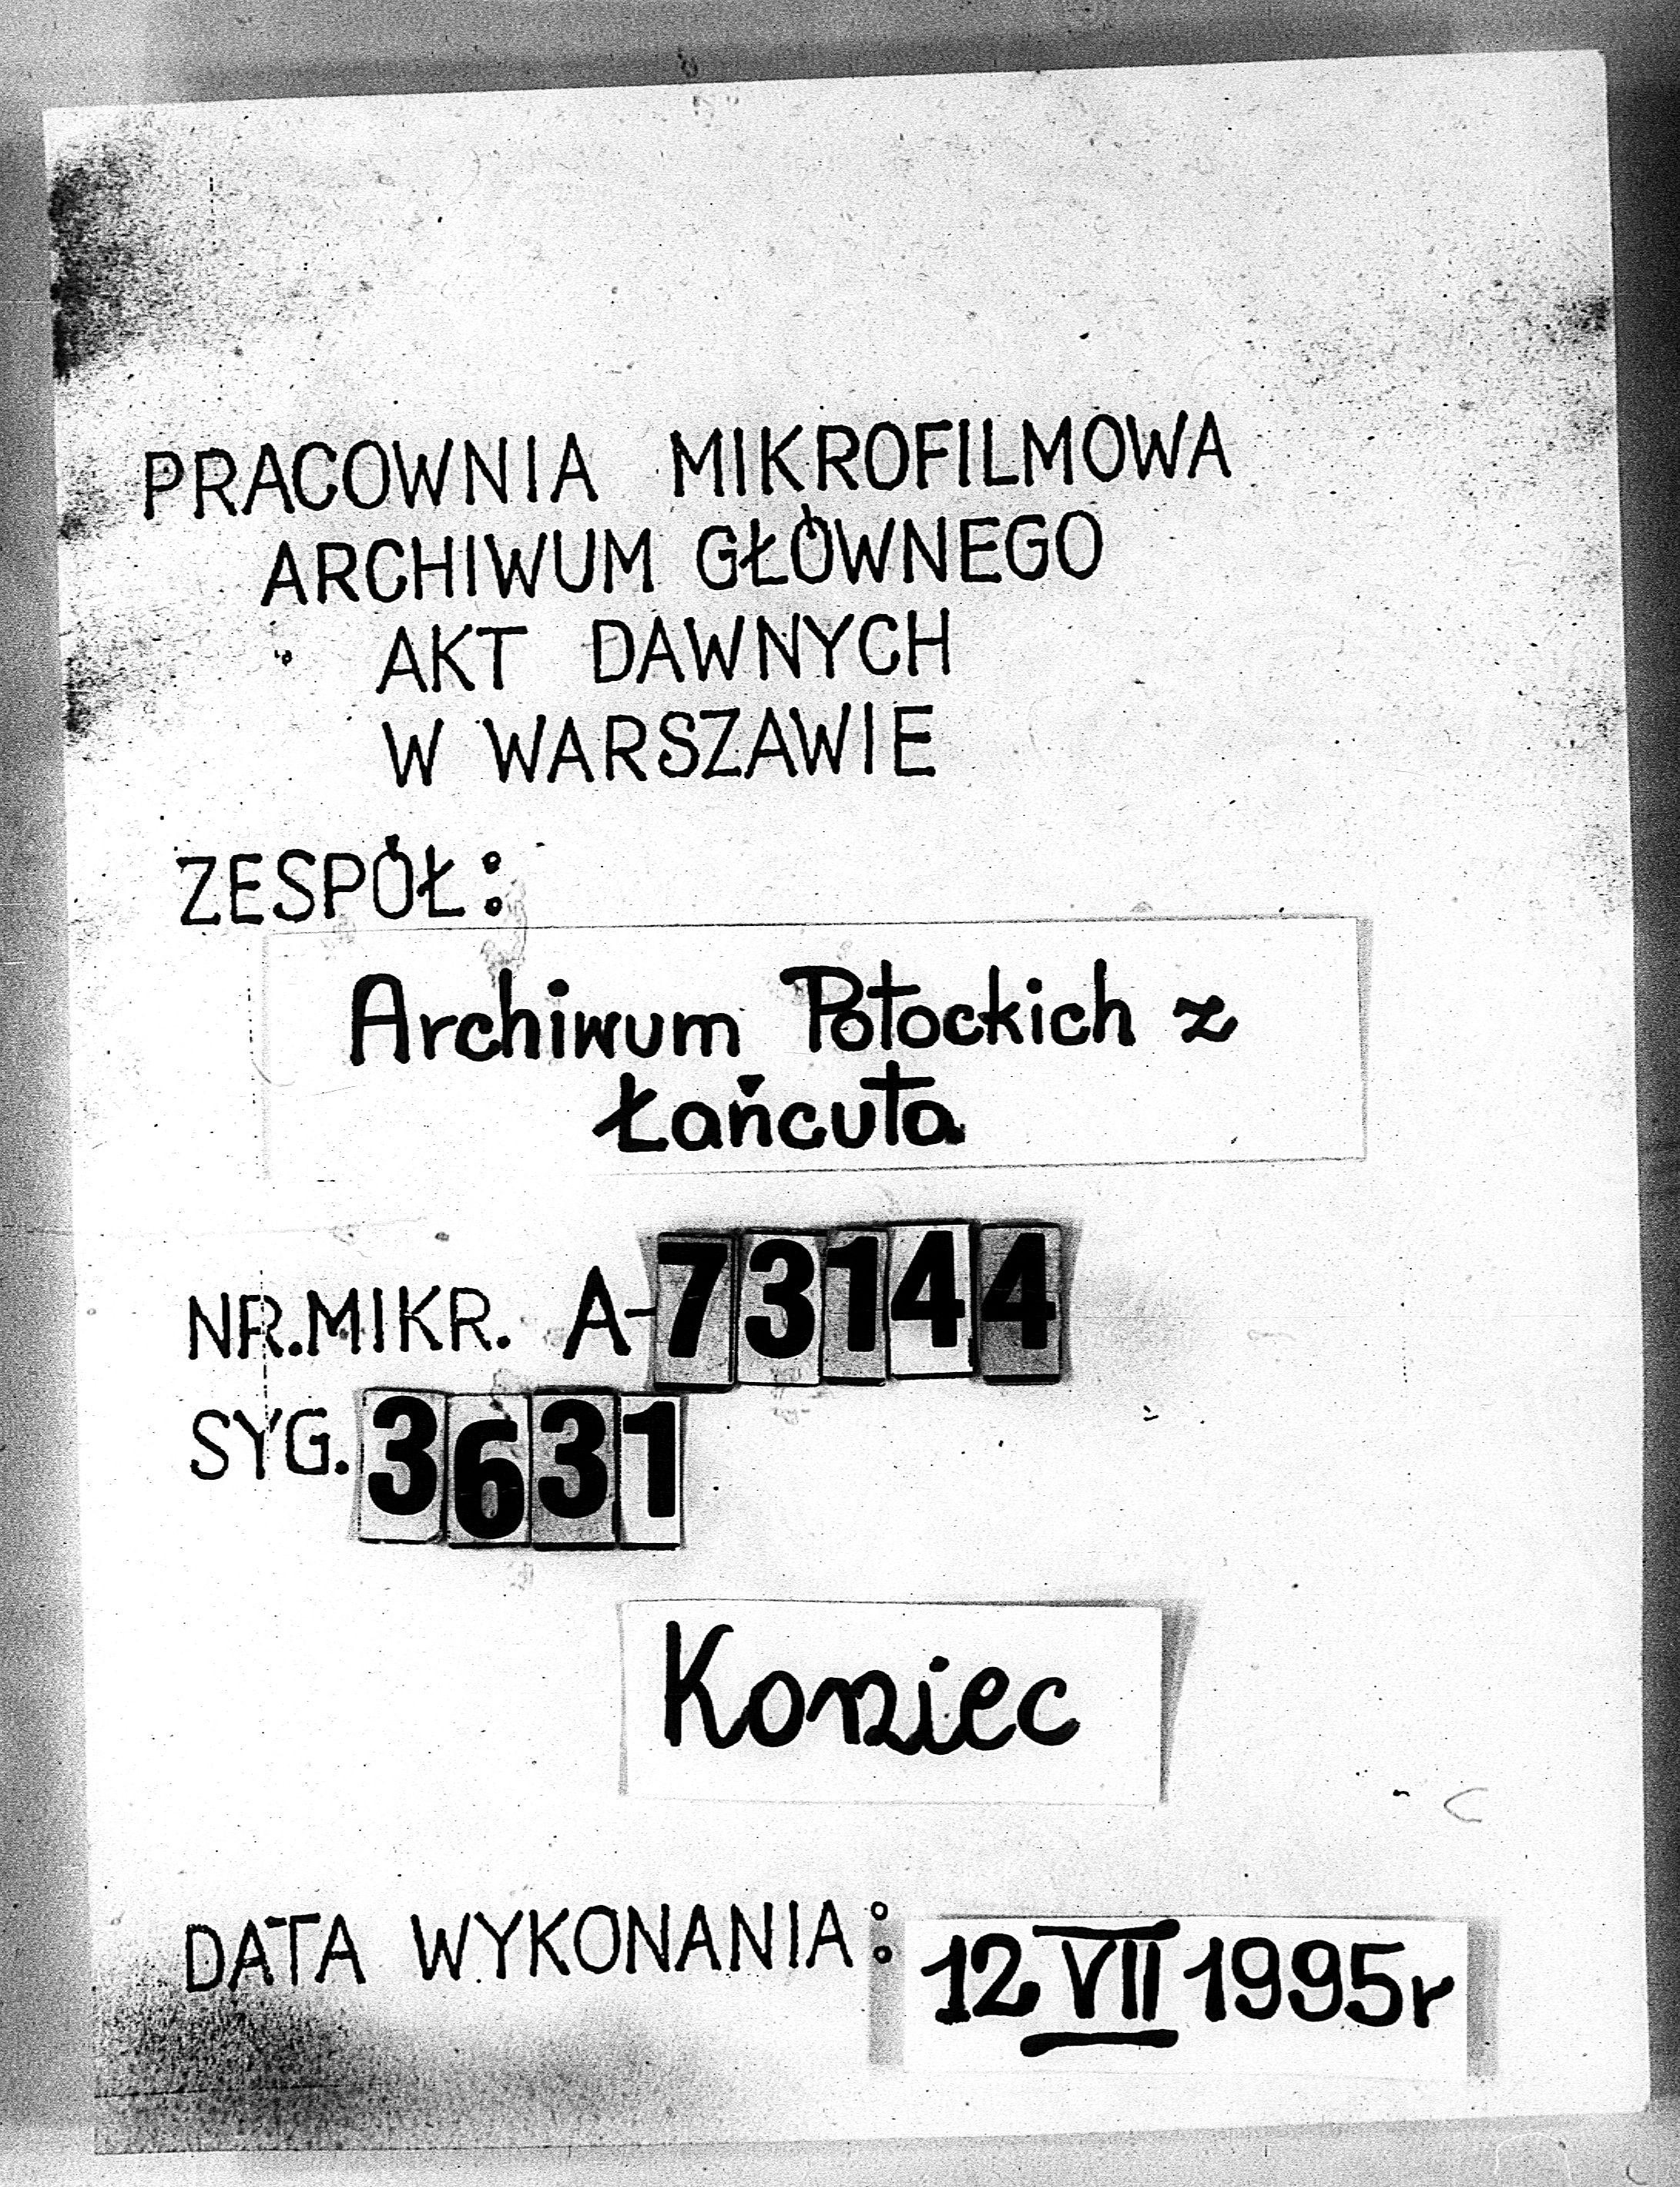 PRACOWNIA MIKROFILMOWA
ARCHIWUM GŁÓWNEGO
AKT DAWNYCH
W WARSZAWIE
ZESPÓŁ:
Archiwum Potockich z
Łańcuta
NR.MIKR. A-73144
SYG. 3631
Koniec
DATA WYKONANIA: 12 VII 1995r